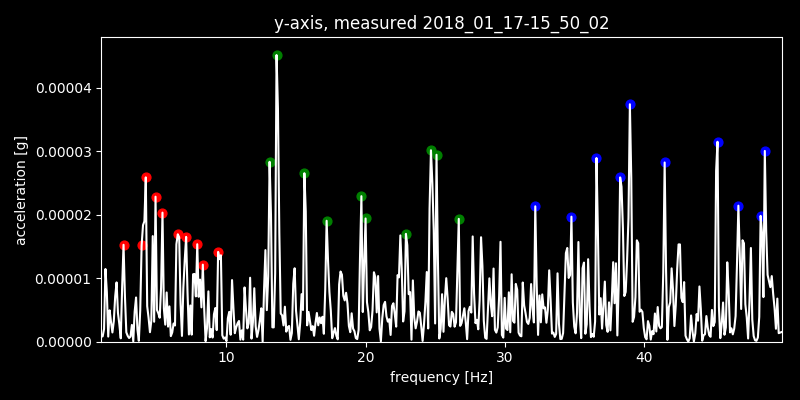 y-axis, measured 2018_01_17-15_50_02
acceleration [g]
0.00004
0.00003
0.00002
0.00001
0.00000
10 20 30 40
frequency [Hz]